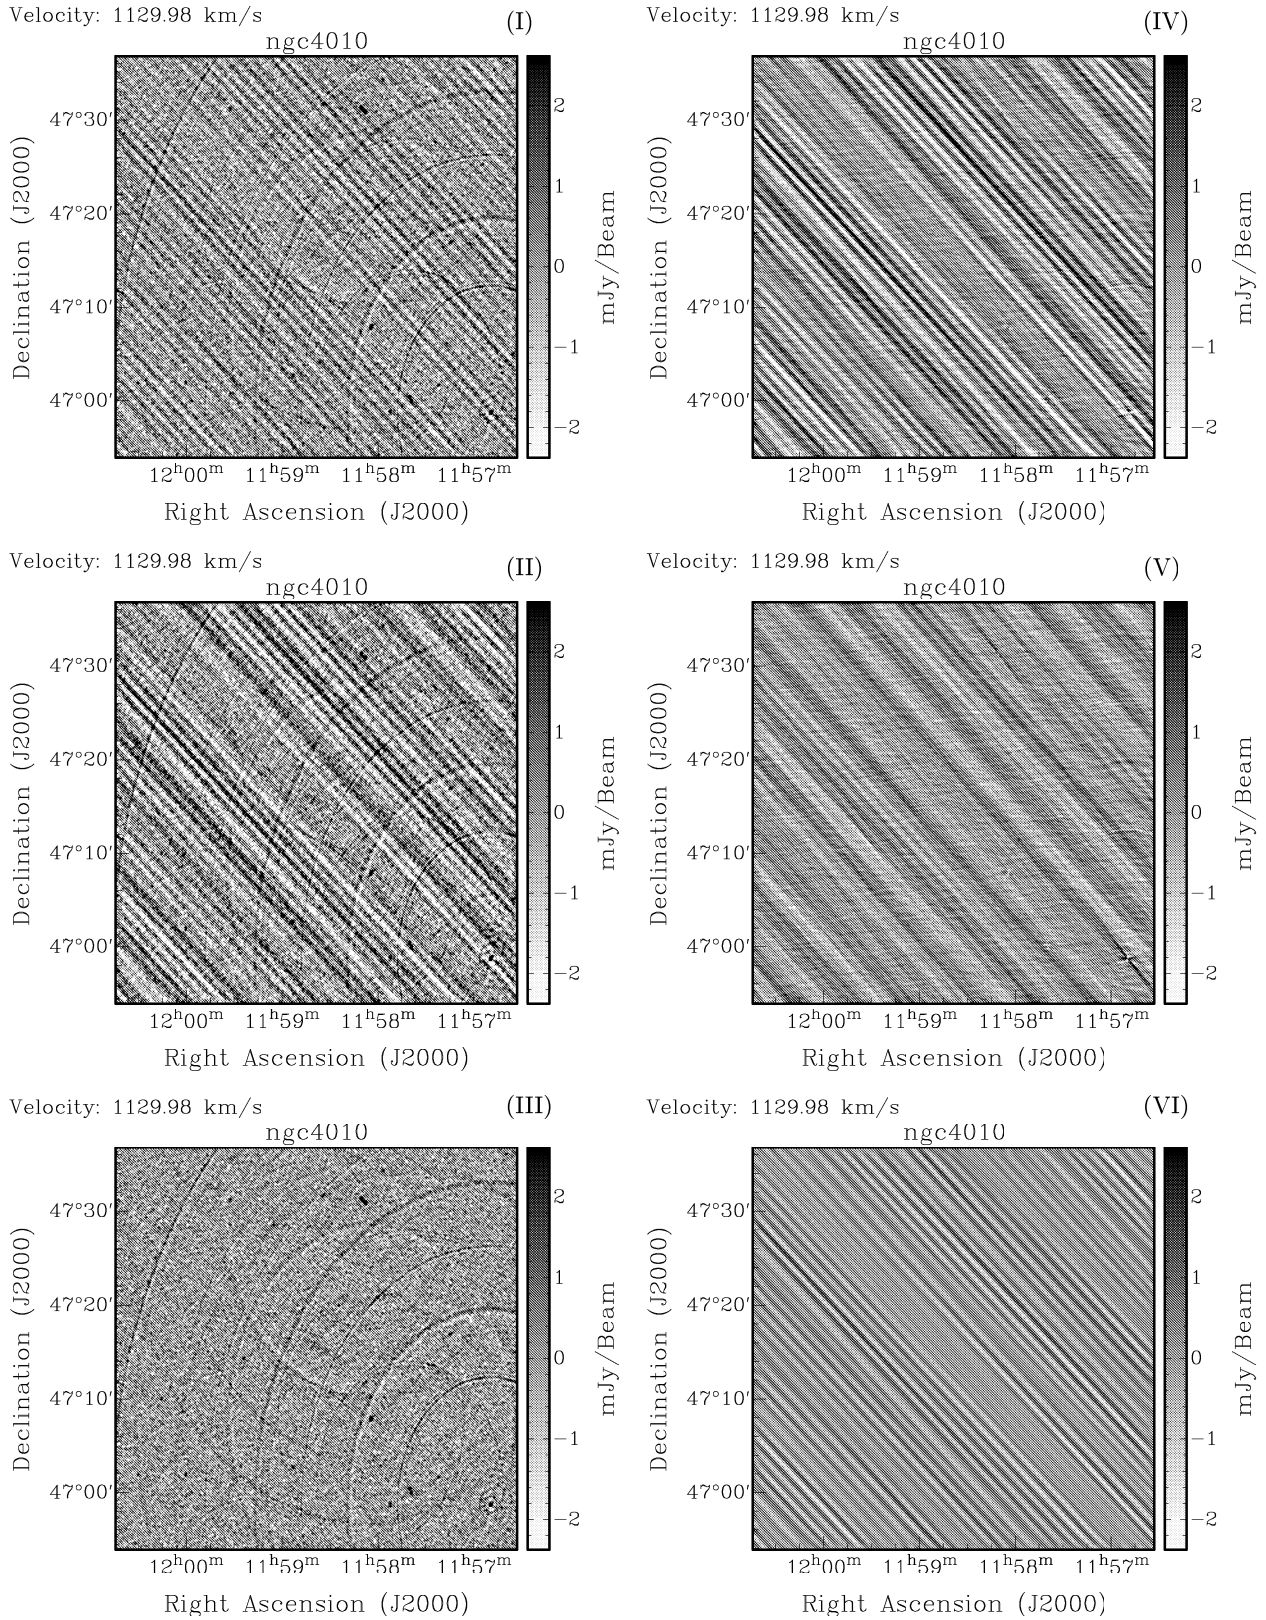 Velocity: 1129.98 km/s (I)
ngc4010
47°30′
47°20′
47°10′
47°00′
Declination (J2000)
12ʰ00ᵐ 11ʰ59ᵐ 11ʰ58ᵐ 11ʰ57ᵐ
Right Ascension (J2000)
2
1
0
−1
−2
mJy/Beam
Velocity: 1129.98 km/s (IV)
ngc4010
47°30′
47°20′
47°10′
47°00′
Declination (J2000)
12ʰ00ᵐ 11ʰ59ᵐ 11ʰ58ᵐ 11ʰ57ᵐ
Right Ascension (J2000)
2
1
0
−1
−2
mJy/Beam
Velocity: 1129.98 km/s (II)
ngc4010
47°30′
47°20′
47°10′
47°00′
Declination (J2000)
12ʰ00ᵐ 11ʰ59ᵐ 11ʰ58ᵐ 11ʰ57ᵐ
Right Ascension (J2000)
2
1
0
−1
−2
mJy/Beam
Velocity: 1129.98 km/s (V)
ngc4010
47°30′
47°20′
47°10′
47°00′
Declination (J2000)
12ʰ00ᵐ 11ʰ59ᵐ 11ʰ58ᵐ 11ʰ57ᵐ
Right Ascension (J2000)
2
1
0
−1
−2
mJy/Beam
Velocity: 1129.98 km/s (III)
ngc4010
47°30′
47°20′
47°10′
47°00′
Declination (J2000)
12ʰ00ᵐ 11ʰ59ᵐ 11ʰ58ᵐ 11ʰ57ᵐ
Right Ascension (J2000)
2
1
0
−1
−2
mJy/Beam
Velocity: 1129.98 km/s (VI)
ngc4010
47°30′
47°20′
47°10′
47°00′
Declination (J2000)
12ʰ00ᵐ 11ʰ59ᵐ 11ʰ58ᵐ 11ʰ57ᵐ
Right Ascension (J2000)
2
1
0
−1
−2
mJy/Beam